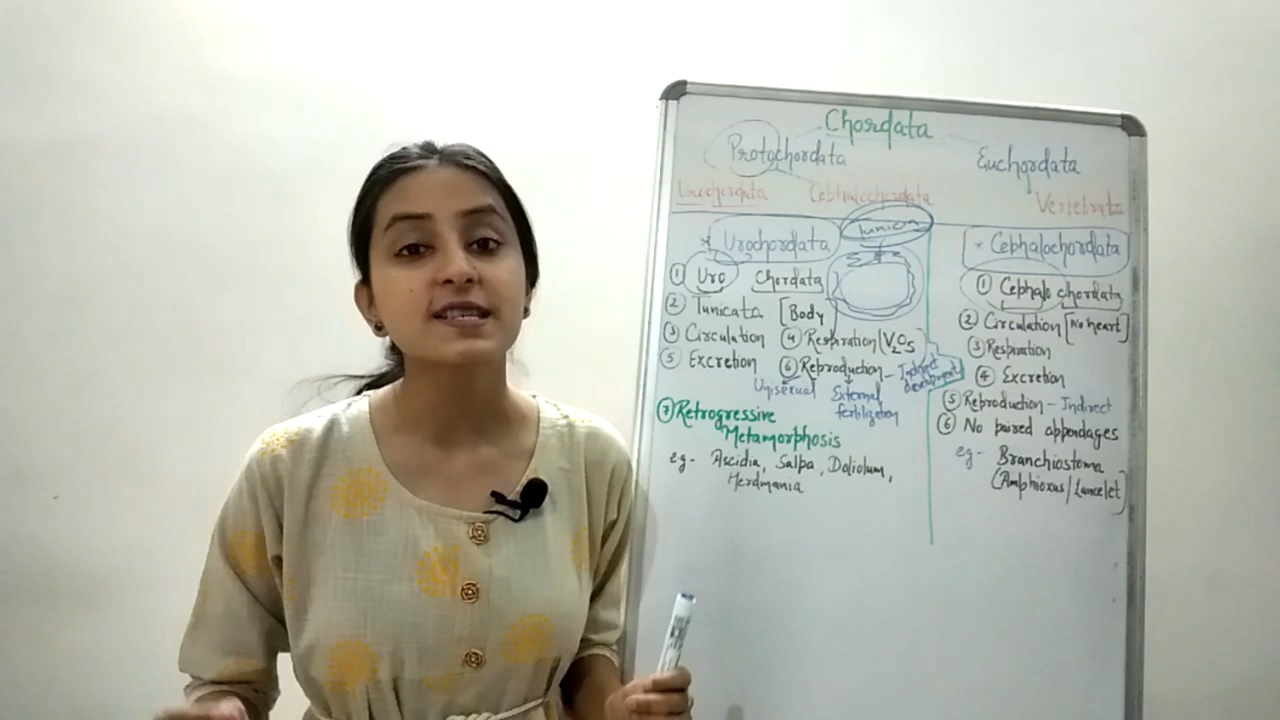 Chordata
Protochordata
Euchordata
Urochordata
Cephalochordata
Vertebrata
* Urochordata
Tunicin
① Uro Chordata
② Tunicata [Body
③ Circulation ④ Respiration (V₂O₅
⑤ Excretion ⑥ Reproduction - Indirect development
Unisexual External fertilization
⑦ Retrogressive
Metamorphosis
eg- Ascidia, Salpa, Doliolum,
Herdmania
* Cephalochordata
① Cephalo chordata
② Circulation [No heart]
③ Respiration
④ Excretion
⑤ Reproduction - Indirect
⑥ No paired appendages
eg- Branchiostoma
(Amphioxus/Lancelet)